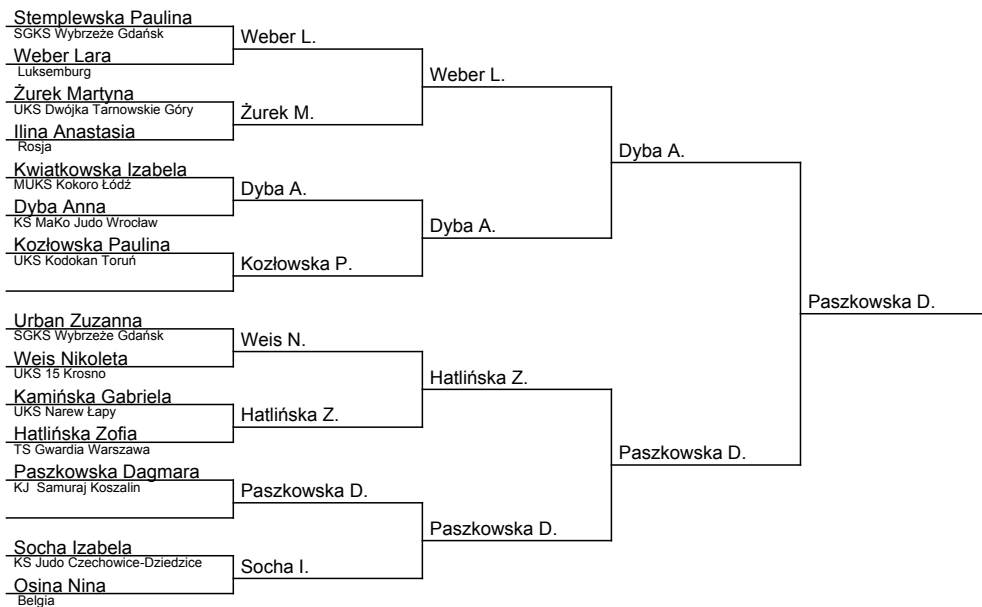 Stemplewska Paulina
SGKS Wybrzeże Gdańsk
Weber L.
Weber Lara
Luksemburg
Weber L.
Żurek Martyna
UKS Dwójka Tarnowskie Góry
Żurek M.
Ilina Anastasia
Rosja
Dyba A.
Kwiatkowska Izabela
MUKS Kokoro Łódź
Dyba A.
Dyba Anna
KS MaKo Judo Wrocław
Dyba A.
Kozłowska Paulina
UKS Kodokan Toruń
Kozłowska P.
Paszkowska D.
Urban Zuzanna
SGKS Wybrzeże Gdańsk
Weis N.
Weis Nikoleta
UKS 15 Krosno
Hatlińska Z.
Kamińska Gabriela
UKS Narew Łapy
Hatlińska Z.
Hatlińska Zofia
TS Gwardia Warszawa
Paszkowska D.
Paszkowska Dagmara
KJ Samuraj Koszalin
Paszkowska D.
Paszkowska D.
Socha Izabela
KS Judo Czechowice-Dziedzice
Socha I.
Osina Nina
Belgia